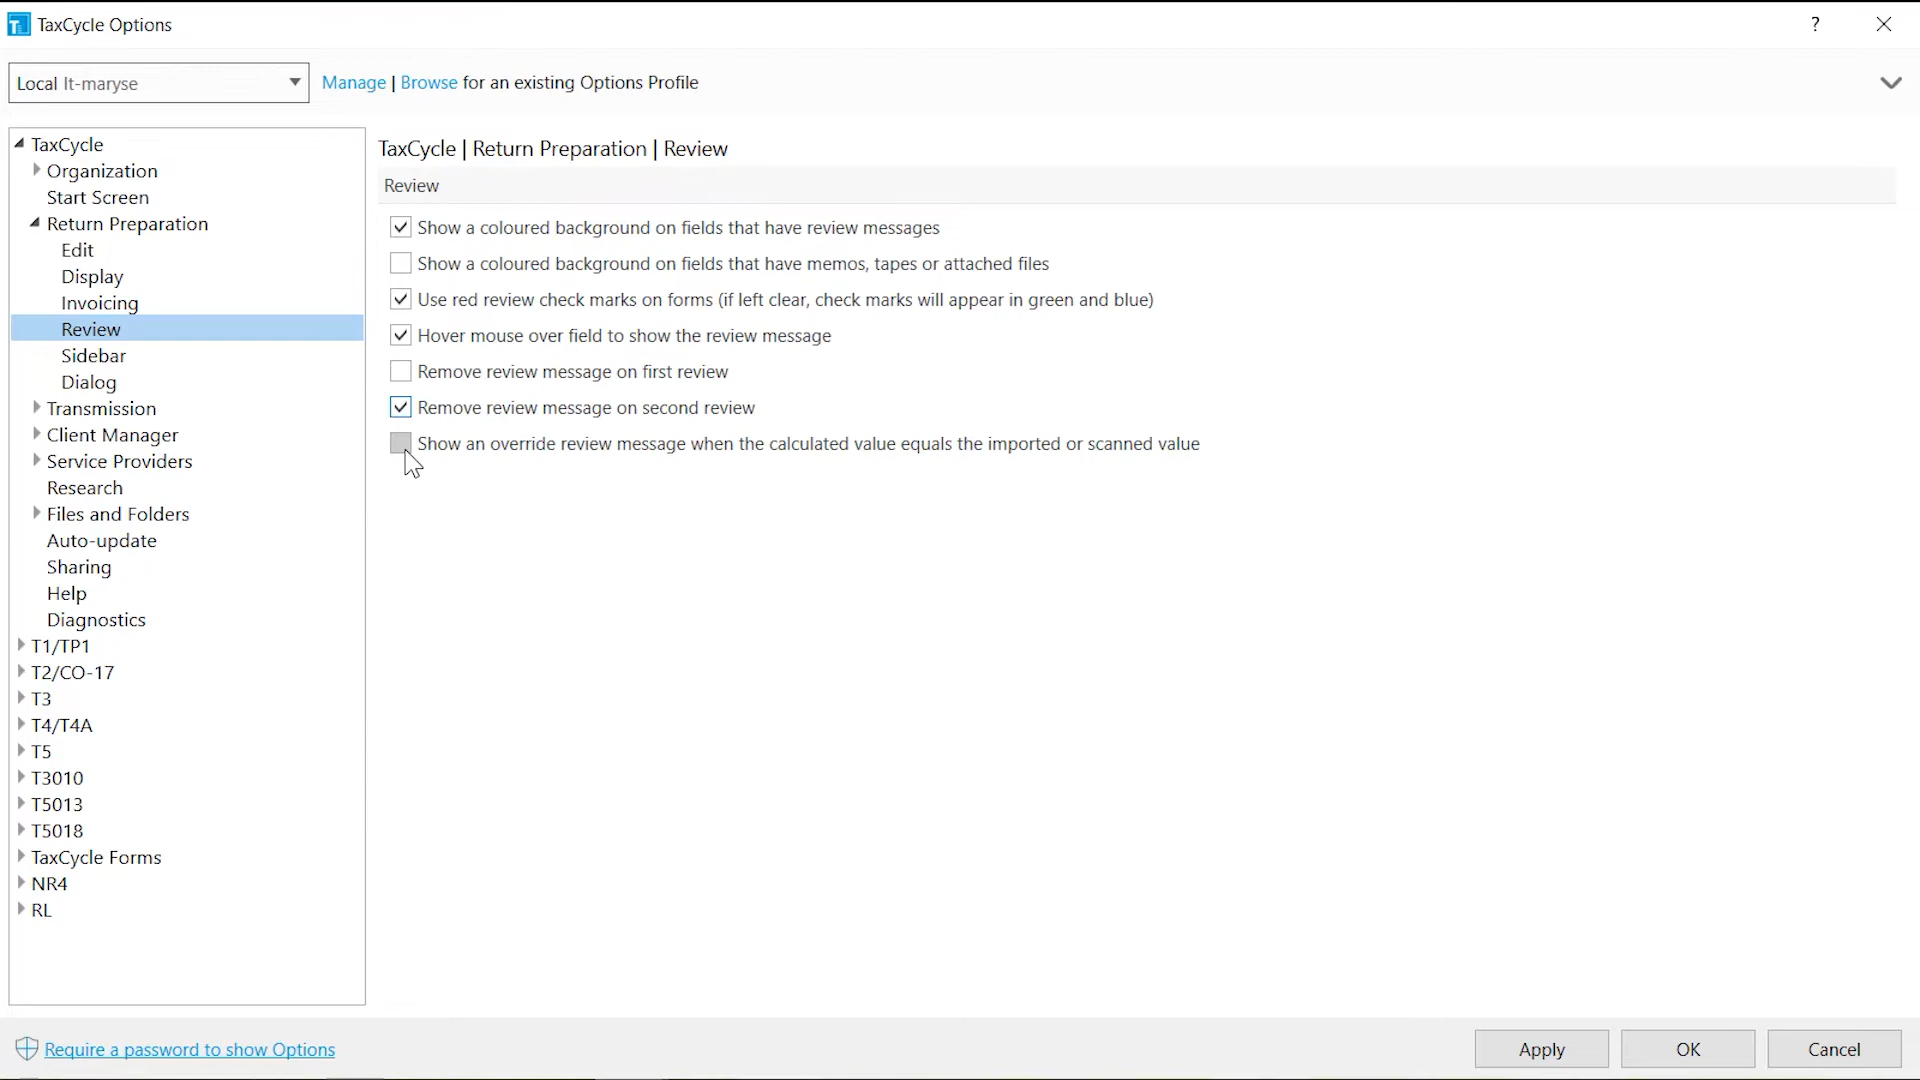 TaxCycle Options
?
Local lt-maryse
Manage | Browse for an existing Options Profile
TaxCycle
Organization
Start Screen
Return Preparation
Edit
Display
Invoicing
Review
Sidebar
Dialog
Transmission
Client Manager
Service Providers
Research
Files and Folders
Auto-update
Sharing
Help
Diagnostics
T1/TP1
T2/CO-17
T3
T4/T4A
T5
T3010
T5013
T5018
TaxCycle Forms
NR4
RL
TaxCycle | Return Preparation | Review
Review
Show a coloured background on fields that have review messages
Show a coloured background on fields that have memos, tapes or attached files
Use red review check marks on forms (if left clear, check marks will appear in green and blue)
Hover mouse over field to show the review message
Remove review message on first review
Remove review message on second review
Show an override review message when the calculated value equals the imported or scanned value
Require a password to show Options
Apply
OK
Cancel